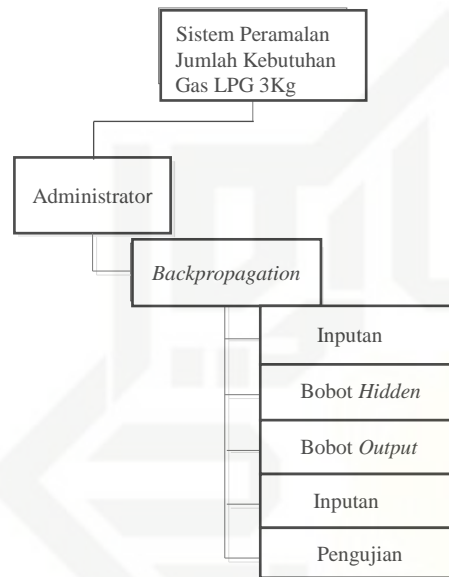 Sistem Peramalan
Jumlah Kebutuhan
Gas LPG 3Kg
Administrator
Backpropagation
Inputan
Bobot Hidden
Bobot Output
Inputan
Pengujian